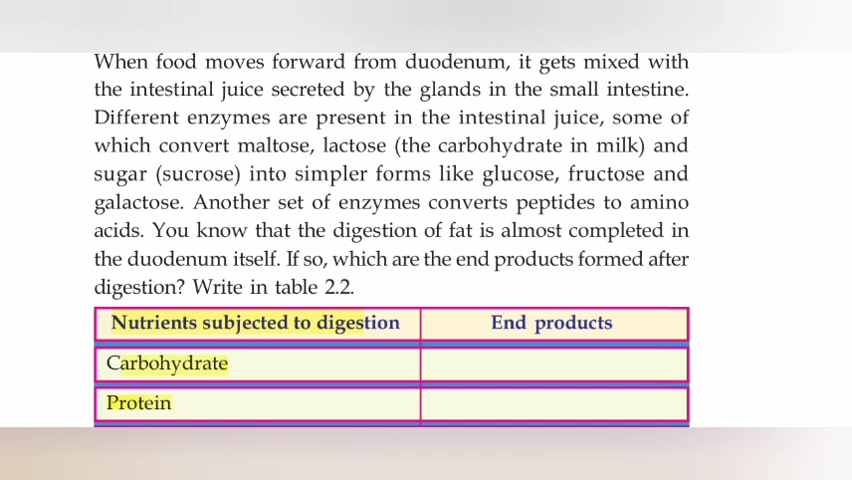 When food moves forward from duodenum, it gets mixed with
the intestinal juice secreted by the glands in the small intestine.
Different enzymes are present in the intestinal juice, some of
which convert maltose, lactose (the carbohydrate in milk) and
sugar (sucrose) into simpler forms like glucose, fructose and
galactose. Another set of enzymes converts peptides to amino
acids. You know that the digestion of fat is almost completed in
the duodenum itself. If so, which are the end products formed after
digestion? Write in table 2.2.
Nutrients subjected to digestion End products
Carbohydrate
Protein